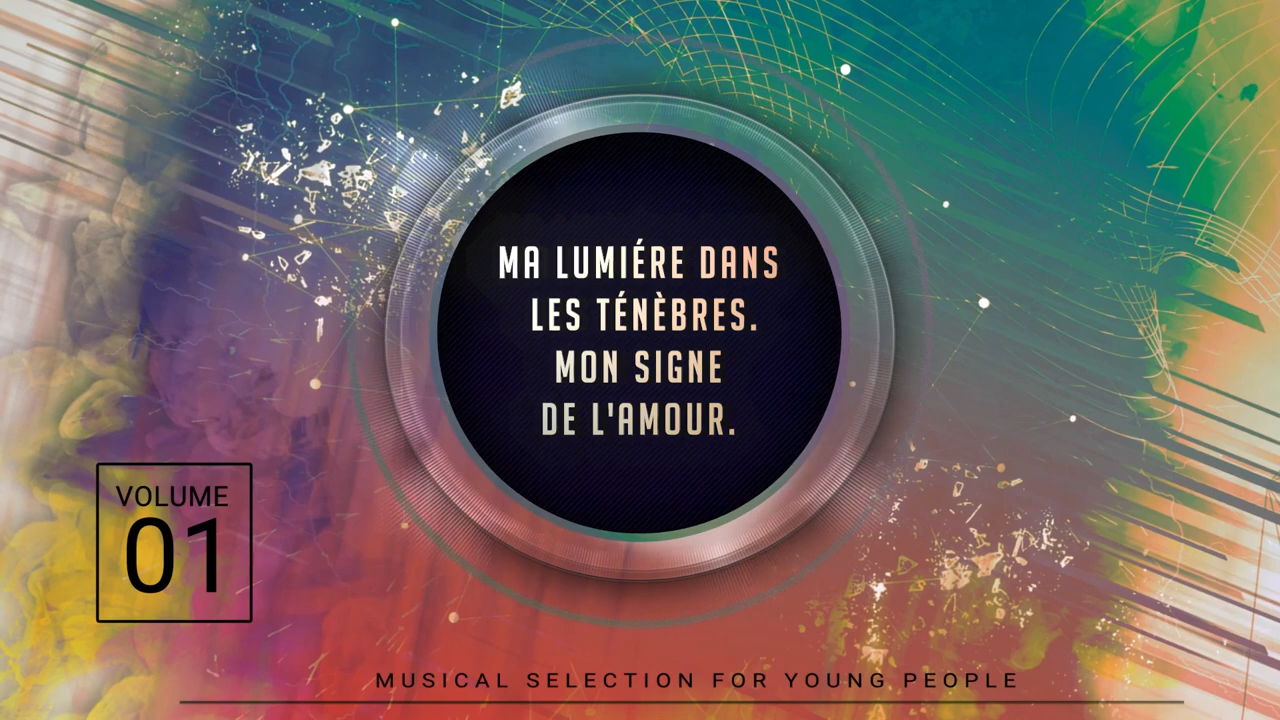 MA LUMIÉRE DANS
LES TÉNÈBRES.
MON SIGNE
DE L'AMOUR.
VOLUME
01
MUSICAL SELECTION FOR YOUNG PEOPLE